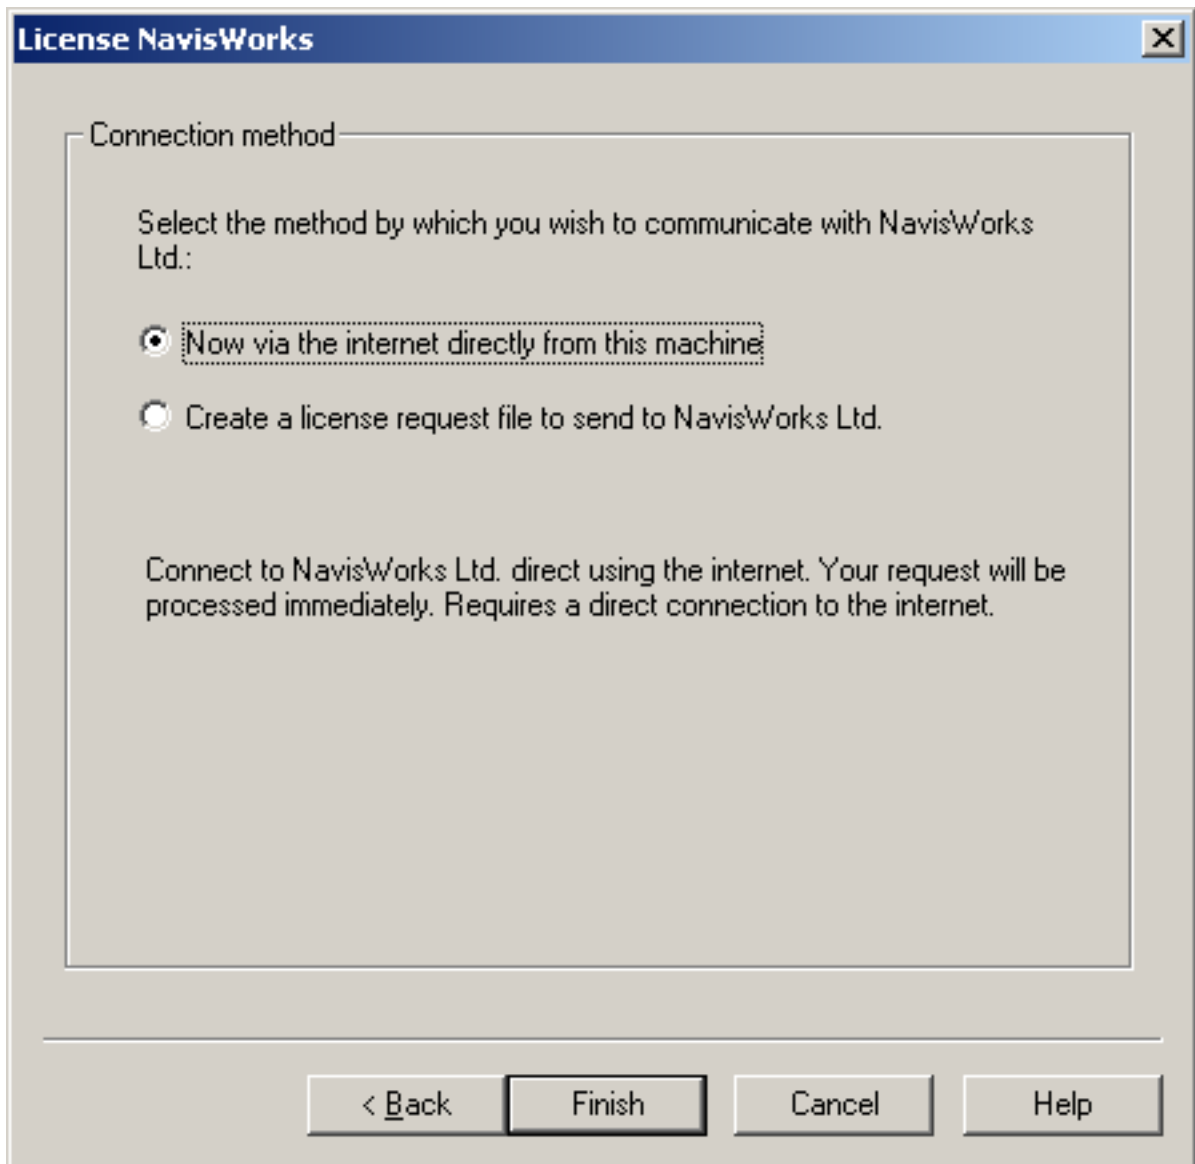 License NavisWorks
Connection method
Select the method by which you wish to communicate with NavisWorks
Ltd.:
Now via the internet directly from this machine
Create a license request file to send to NavisWorks Ltd.
Connect to NavisWorks Ltd. direct using the internet. Your request will be
processed immediately. Requires a direct connection to the internet.
< Back Finish Cancel Help